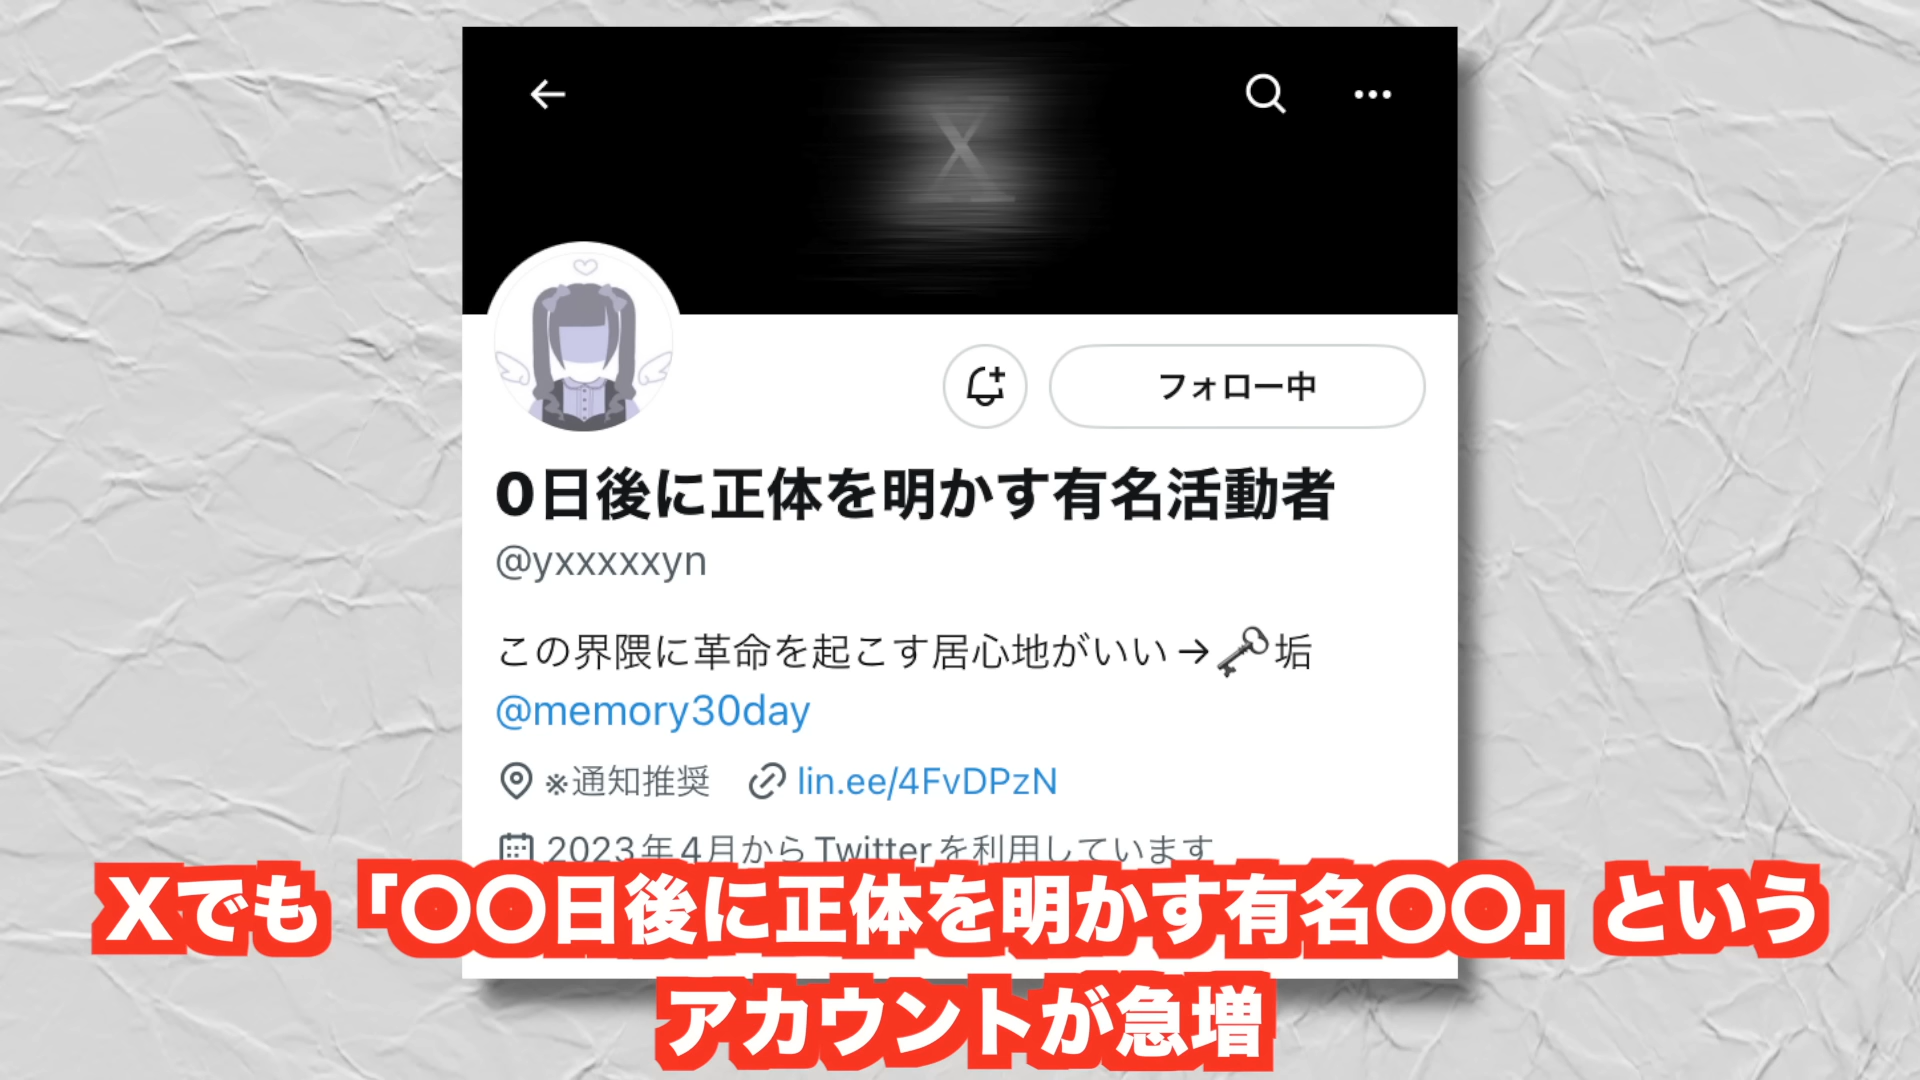 X
フォロー中
0日後に正体を明かす有名活動者
@yxxxxxyn
この界隈に革命を起こす居心地がいい→🗝垢
@memory30day
※通知推奨 lin.ee/4FvDPzN
2023年4月からTwitterを利用しています
Xでも「〇〇日後に正体を明かす有名〇〇」という
アカウントが急増